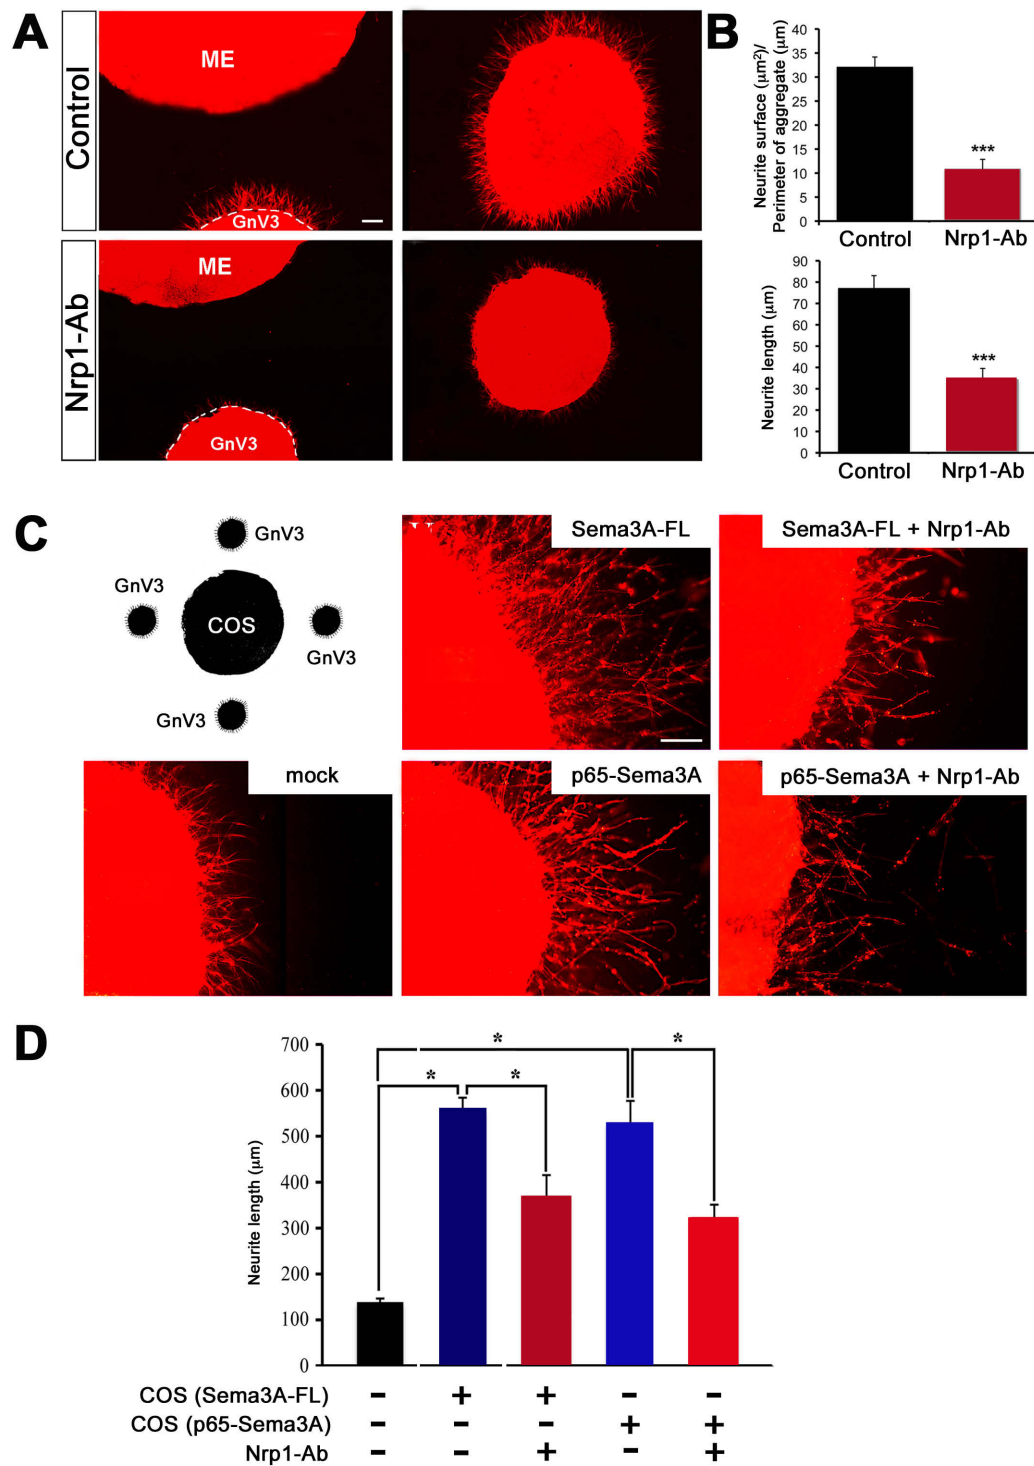 A
Control
ME
GnV3
Nrp1-Ab
ME
GnV3
B
Neurite surface (μm²)/
Perimeter of aggregate (μm)
40
35
30
25
20
15
10
5
0
***
Control Nrp1-Ab
Neurite length (μm)
90
80
70
60
50
40
30
20
10
0
***
Control Nrp1-Ab
C
GnV3
GnV3
COS
GnV3
GnV3
Sema3A-FL
Sema3A-FL + Nrp1-Ab
mock
p65-Sema3A
p65-Sema3A + Nrp1-Ab
D
Neurite length (μm)
700
600
500
400
300
200
100
0
* *
* *
COS (Sema3A-FL) - + + - -
COS (p65-Sema3A) - - - + +
Nrp1-Ab - - + - +